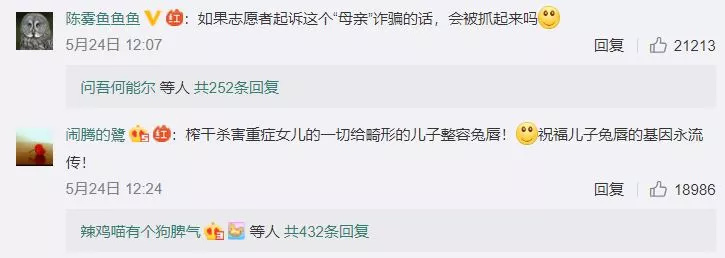 陈雾鱼鱼鱼：如果志愿者起诉这个“母亲”诈骗的话，会被抓起来吗
5月24日 12:07 回复 21213
问吾何能尔 等人 共252条回复
闹腾的鹭 红：榨干杀害重症女儿的一切给畸形的儿子整容兔唇！祝福儿子兔唇的基因永流
传！
5月24日 12:24 回复 18986
辣鸡喵有个狗脾气 等人 共432条回复